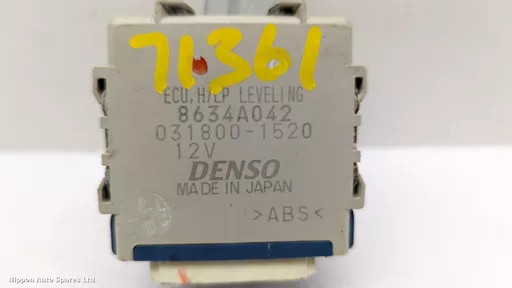 71361
ECU, H/LP LEVELING
8634A042
031800-1520
12V
DENSO
MADE IN JAPAN
>ABS<
Nippon Auto Spares Ltd